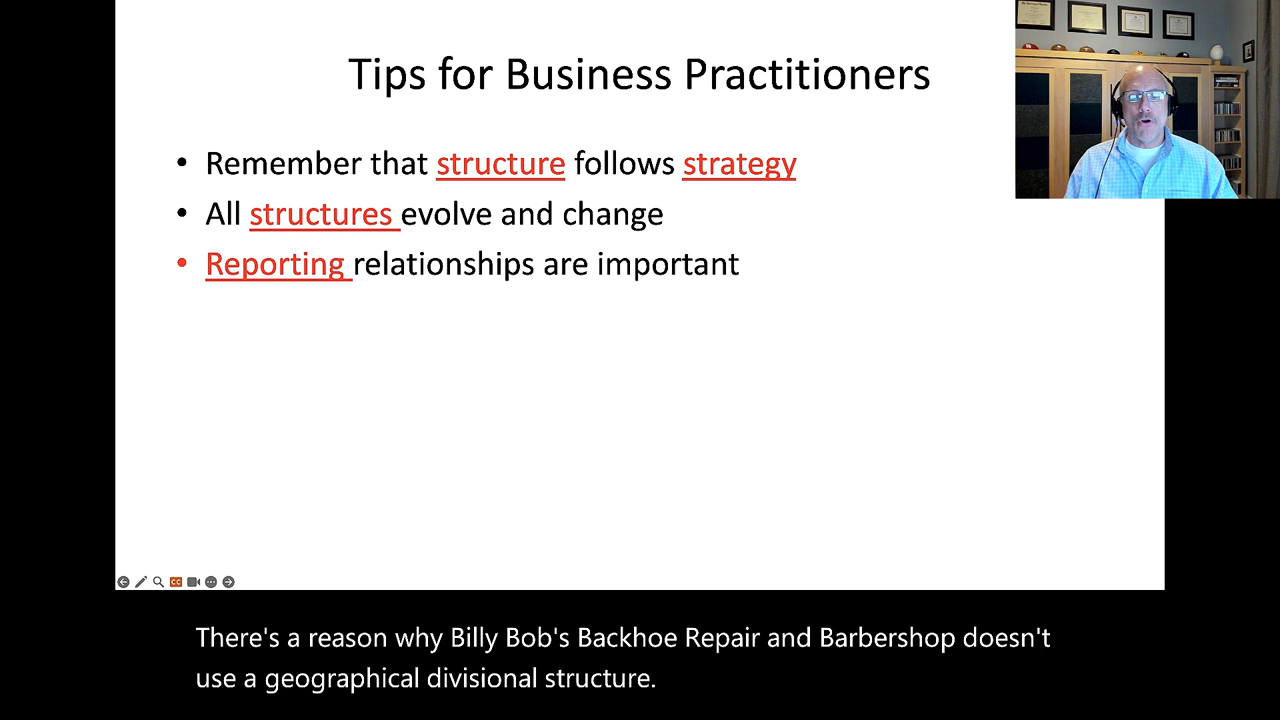 Tips for Business Practitioners
• Remember that structure follows strategy
• All structures evolve and change
• Reporting relationships are important
CC
There's a reason why Billy Bob's Backhoe Repair and Barbershop doesn't
use a geographical divisional structure.